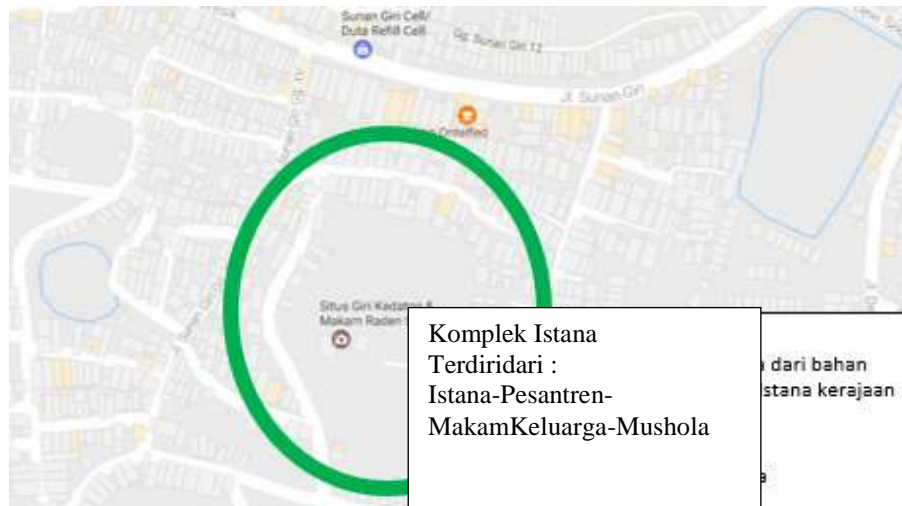 Sunan Giri Cell/
Duta Refill Cell
Gg. Sunan Giri 12
Jl. Sunan Giri
Situs Giri Kedaton &
Makam Raden
Komplek Istana
Terdiridari :
Istana-Pesantren-
MakamKeluarga-Mushola
dari bahan
istana kerajaan